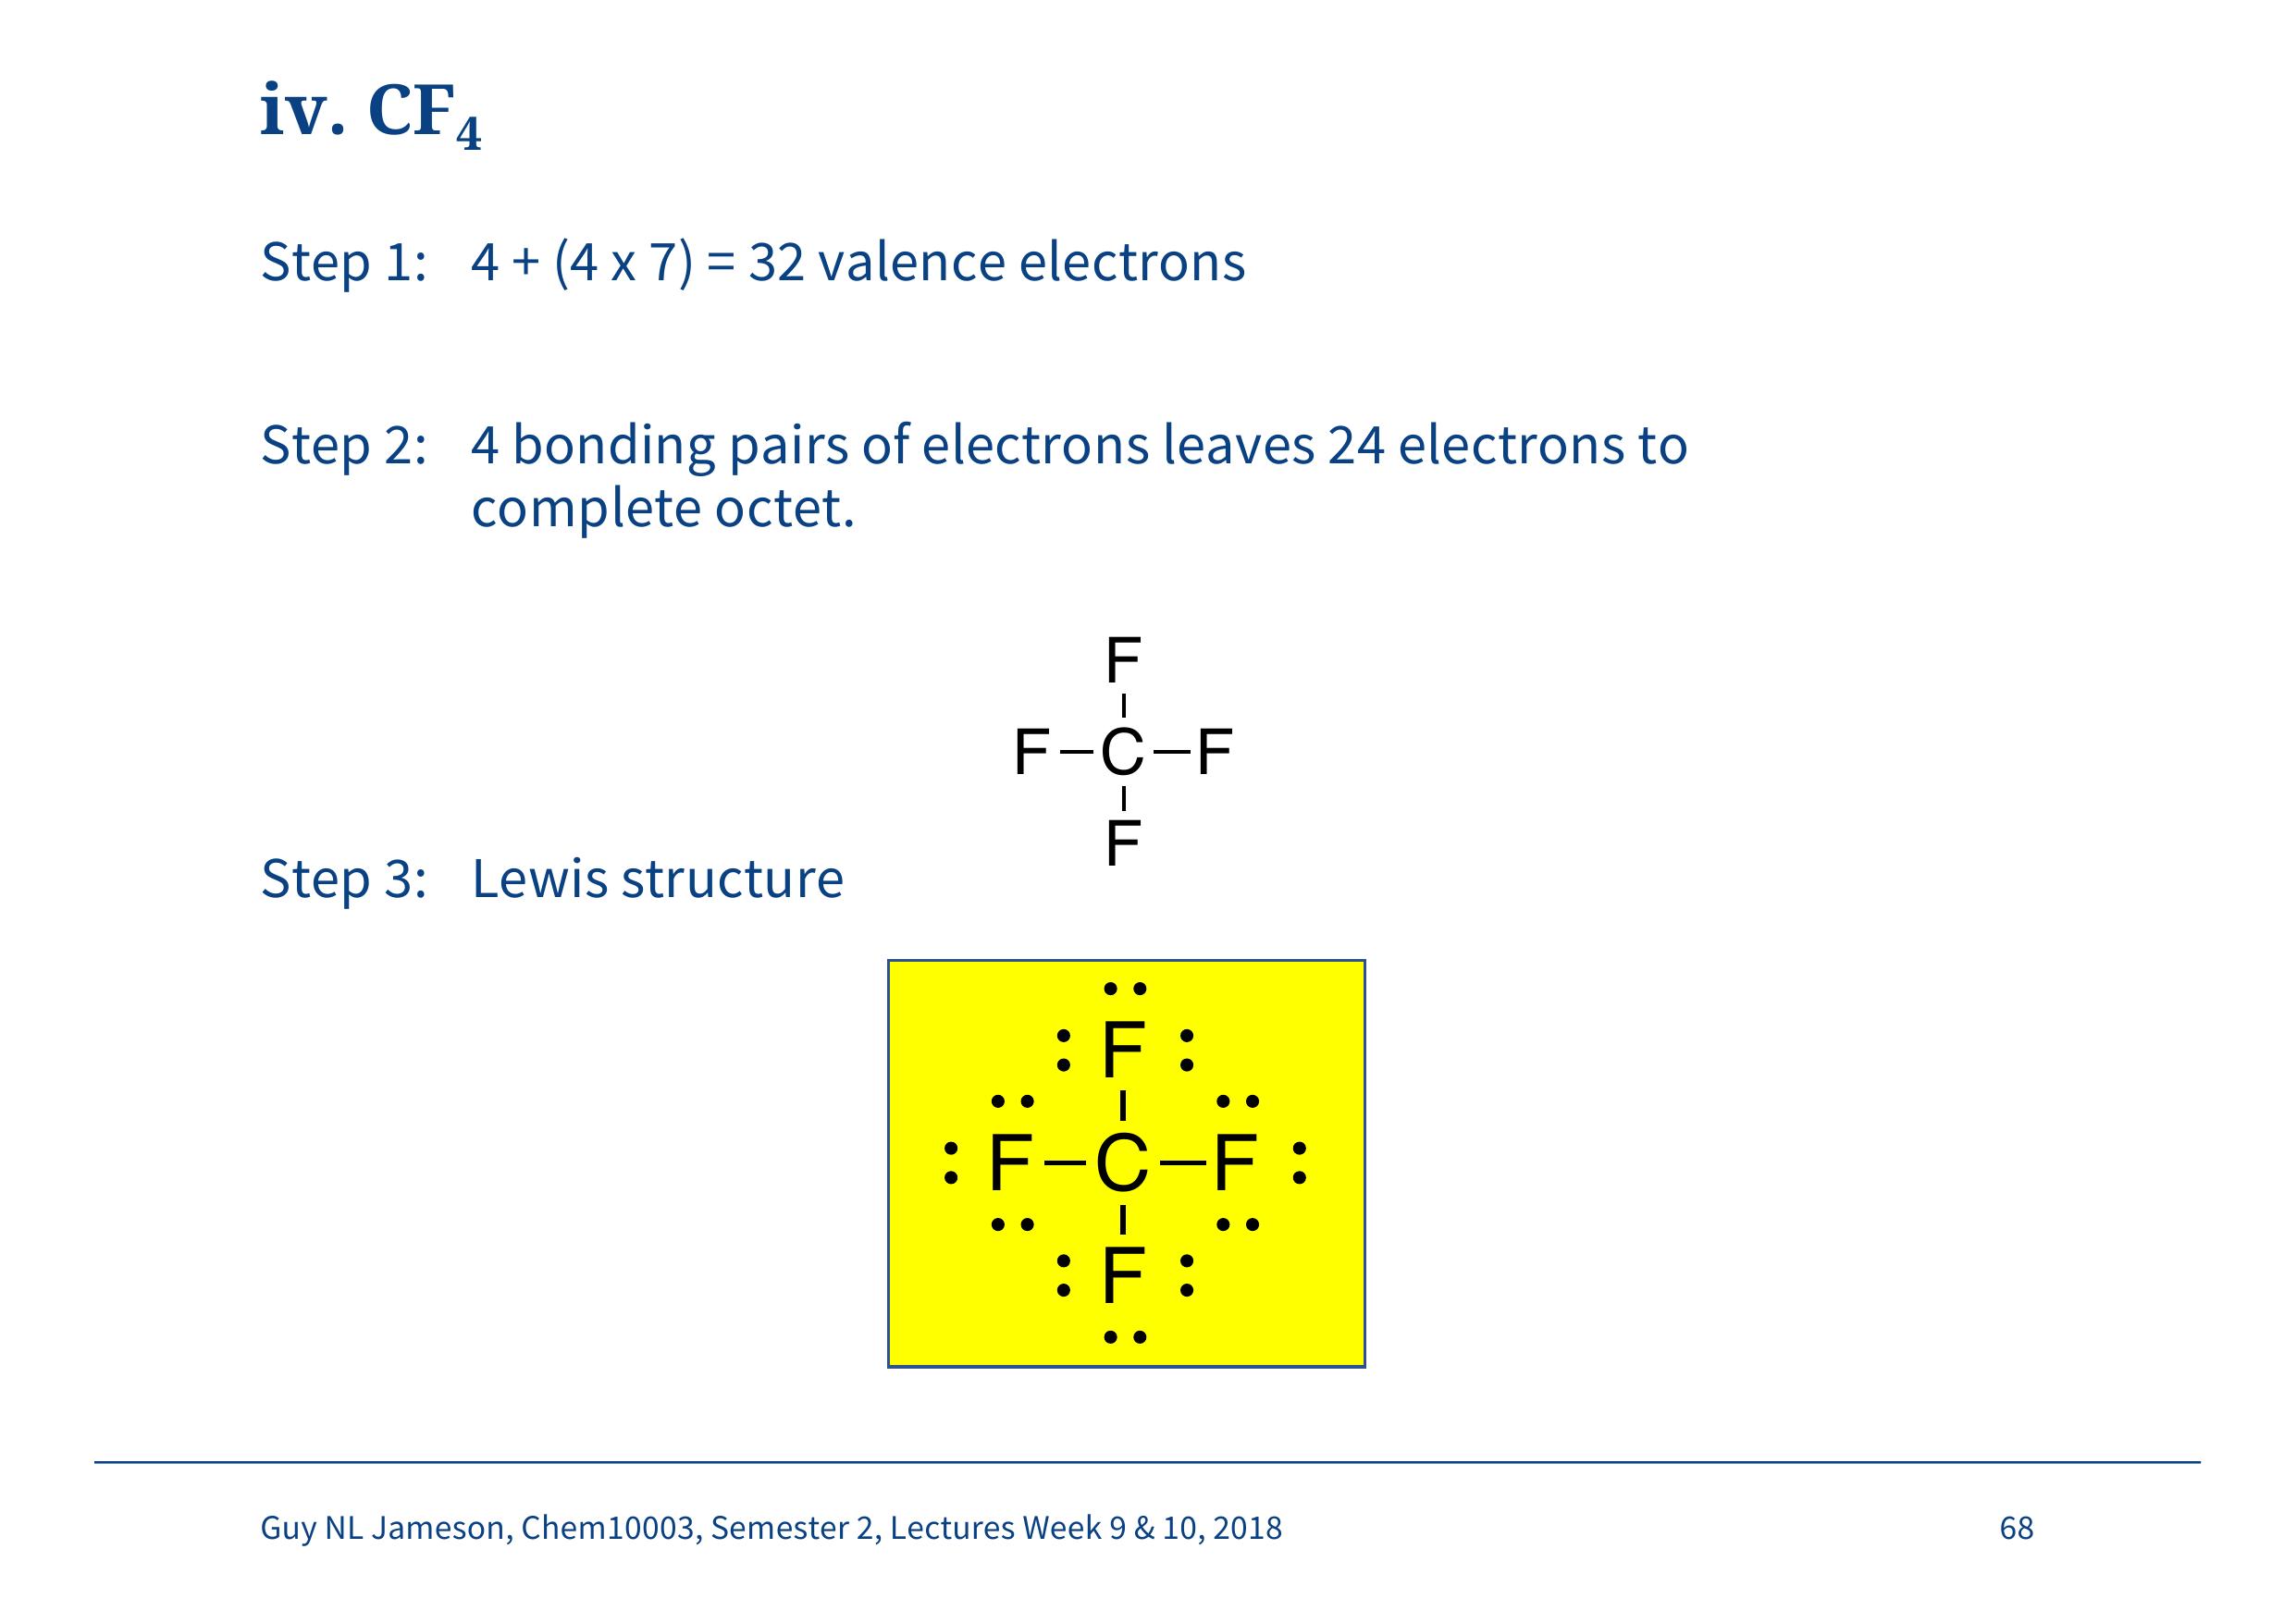 iv. CF₄
Step 1: 4 + (4 x 7) = 32 valence electrons
Step 2: 4 bonding pairs of electrons leaves 24 electrons to
complete octet.
F
F C F
F
Step 3: Lewis structure
F
F C F
F
Guy NL Jameson, Chem10003, Semester 2, Lectures Week 9 & 10, 2018 68